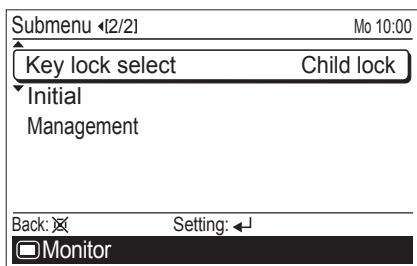 Submenu [2/2] Mo 10:00
Key lock select Child lock
Initial
Management
Back: Setting:
Monitor